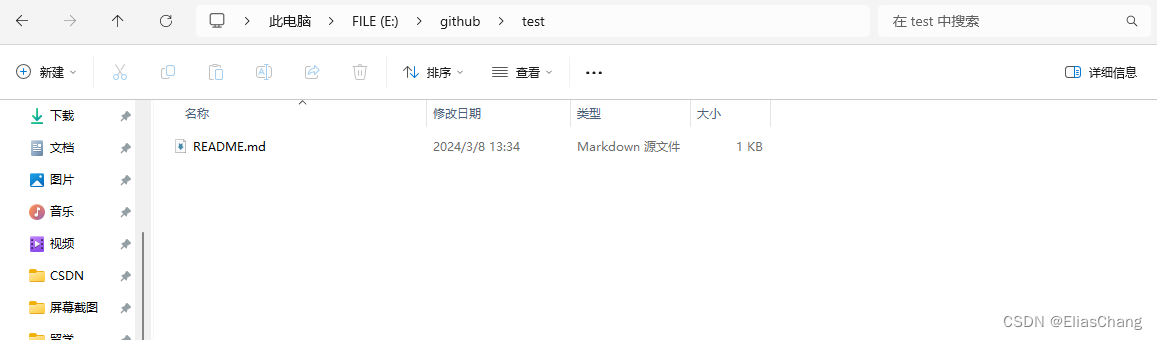 此电脑 FILE (E:) github test 在 test 中搜索
新建 排序 查看 详细信息
名称 修改日期 类型 大小
下载
README.md 2024/3/8 13:34 Markdown 源文件 1 KB
文档
图片
音乐
视频
CSDN
屏幕截图
留学
CSDN @EliasChang